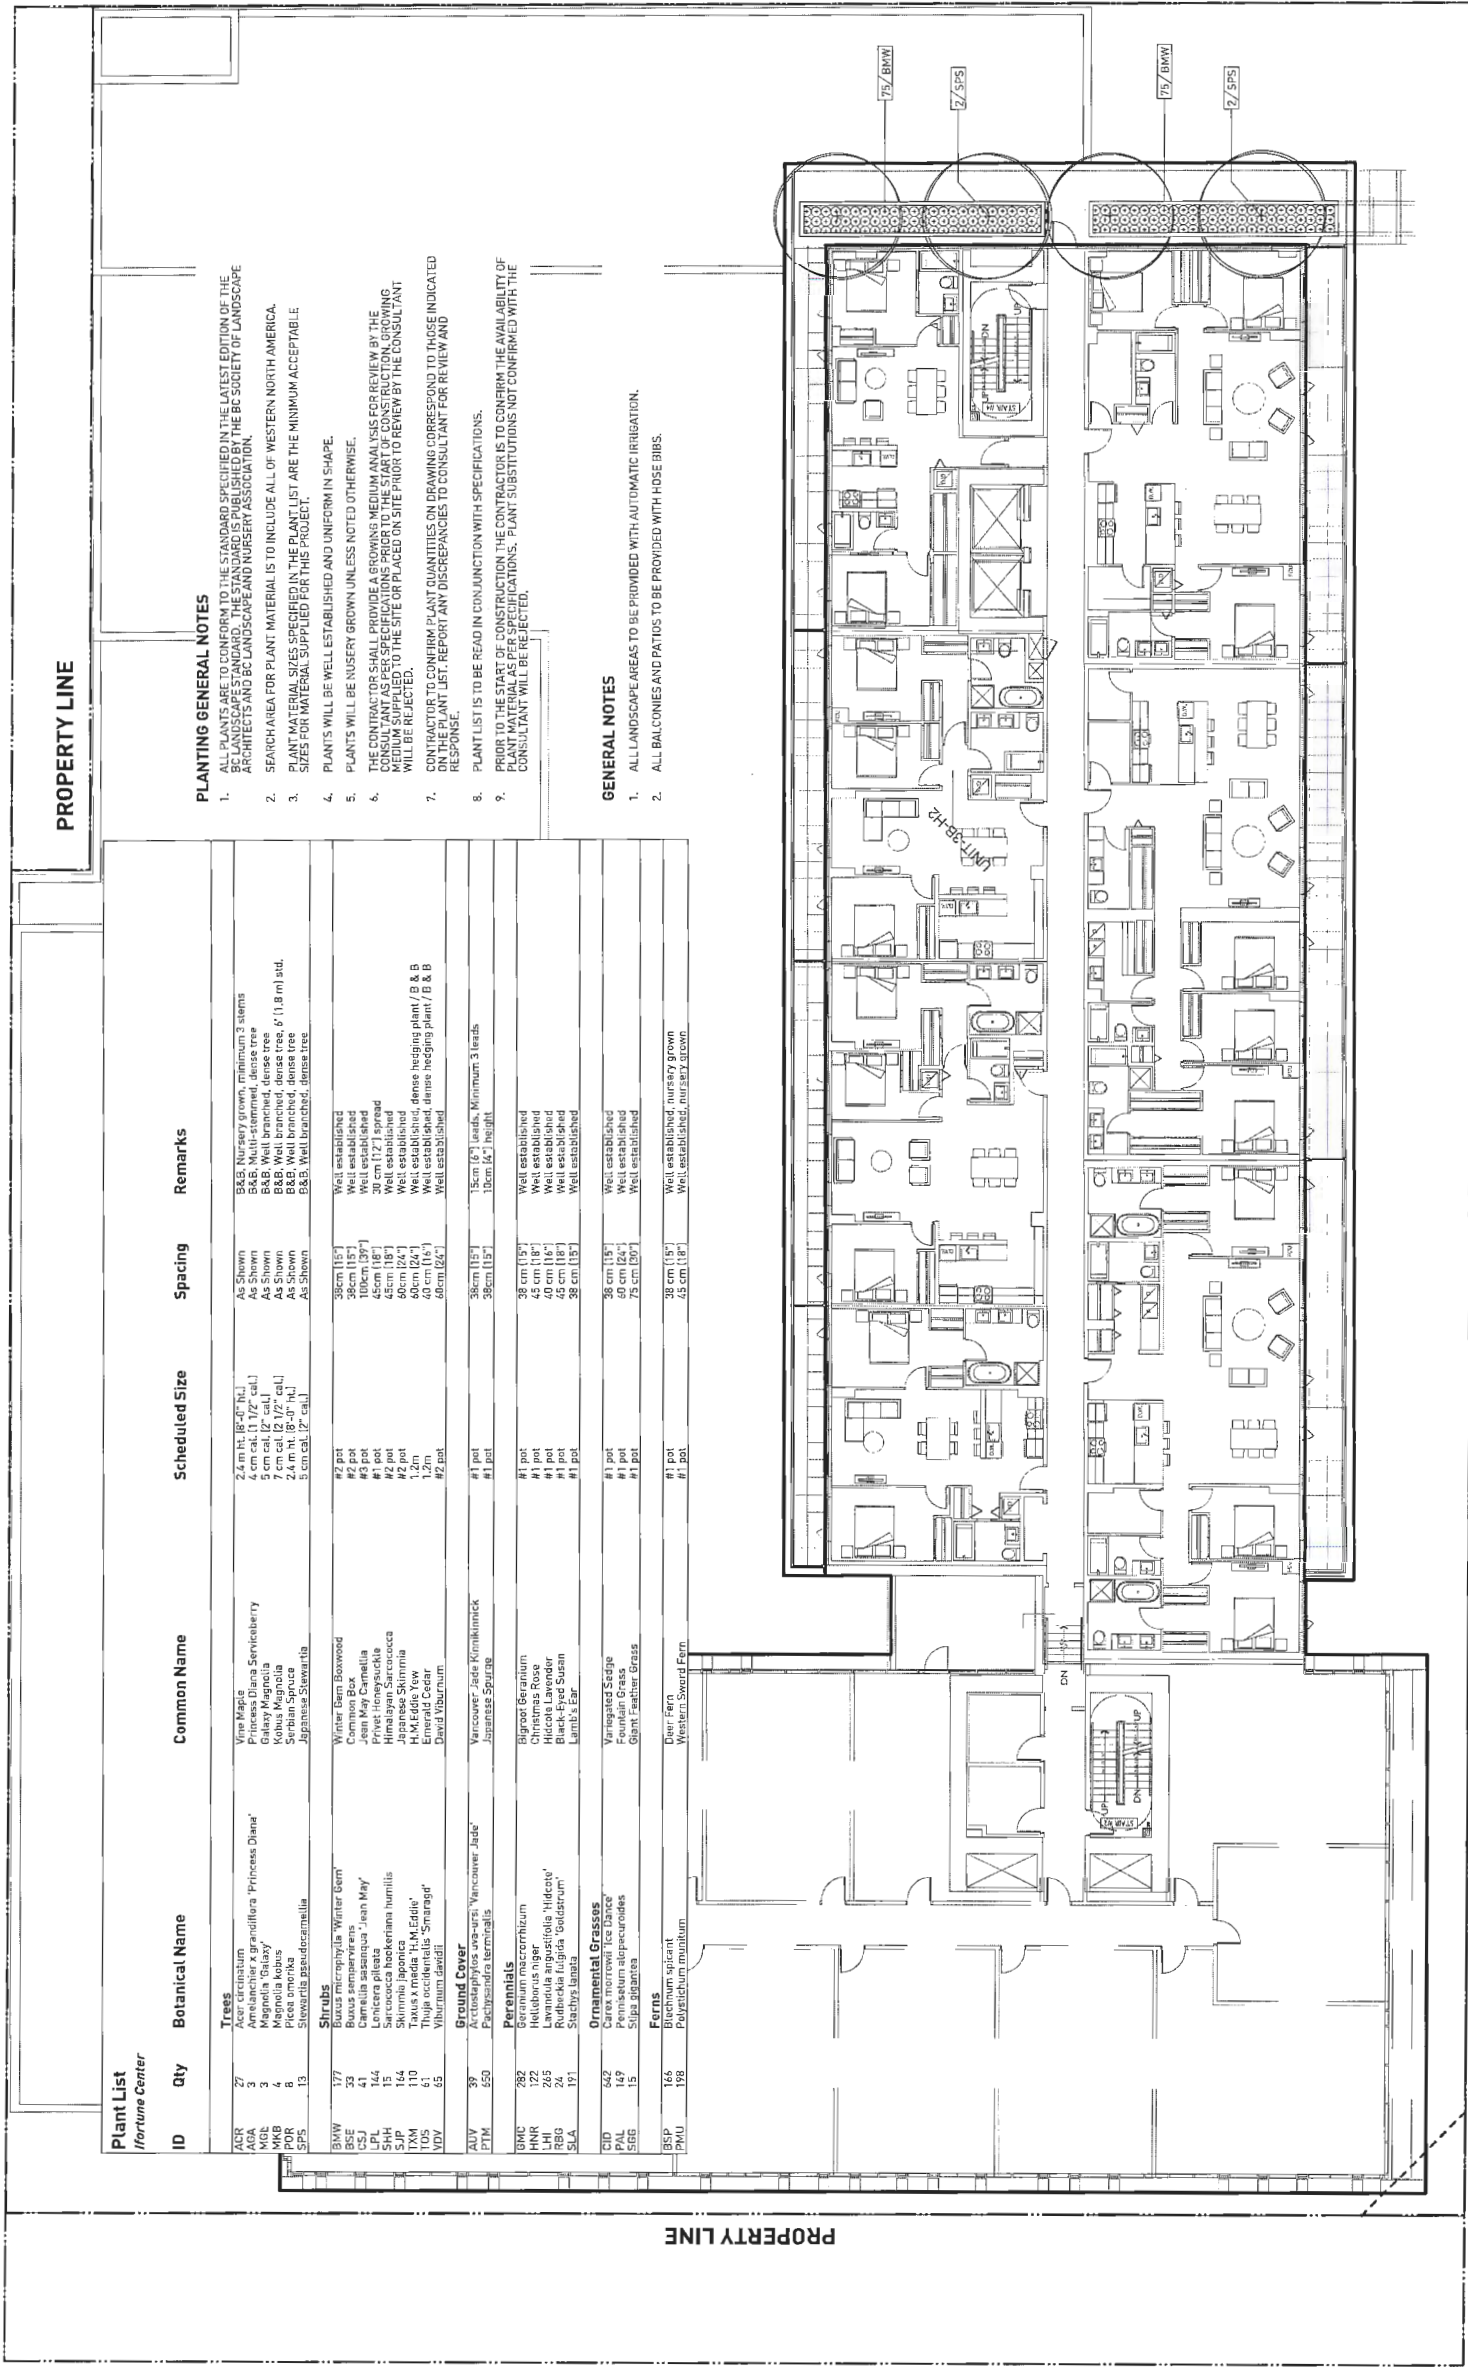 PROPERTY LINE
Plant List
Ifortune Center
ID Qty Botanical Name Common Name Scheduled Size Spacing Remarks
Trees
ACR 27 Acer circinatum Vine Maple 2.4 m ht. (8'-0" ht.) As Shown B&B, Nursery grown, minimum 3 stems
AGA 3 Amelanchier x grandiflora 'Princess Diana' Princess Diana Serviceberry 4 cm cal. (1 1/2" cal.) As Shown B&B, Multi-stemmed, dense tree
MGL 3 Magnolia 'Galaxy' Galaxy Magnolia 5 cm cal. (2" cal.) As Shown B&B, Well branched, dense tree
MKB 4 Magnolia kobus Kobus Magnolia 7 cm cal. (2 1/2" cal.) As Shown B&B, Well branched, dense tree, 6' (1.8 m) std.
POR 8 Picea omorika Serbian Spruce 2.4 m ht. (8'-0" ht.) As Shown B&B, Well branched, dense tree
SPS 13 Stewartia pseudocamellia Japanese Stewartia 5 cm cal. (2" cal.) As Shown B&B, Well branched, dense tree
Shrubs
BMW 177 Buxus microphylla 'Winter Gem' Winter Gem Boxwood #2 pot 38cm (15") Well established
BSE 33 Buxus sempervirens Common Box #2 pot 38cm (15") Well established
CSJ 41 Camellia sasanqua 'Jean May' Jean May Camellia #3 pot 100cm (39") Well established
LPL 144 Lonicera pileata Privet Honeysuckle #1 pot 45cm (18") 30 cm (12") spread
SHH 15 Sarcococca hookeriana humilis Himalayan Sarcococca #2 pot 45cm (18") Well established
SJP 164 Skimmia japonica Japanese Skimmia #2 pot 60cm (24") Well established
TXM 110 Taxus x media 'H.M.Eddie' H.M.Eddie Yew 1.2m 60cm (24") Well established, dense hedging plant / B & B
TOS 61 Thuja occidentalis 'Smaragd' Emerald Cedar 1.2m 40 cm (16") Well established, dense hedging plant / B & B
VDV 65 Viburnum davidii David Viburnum #2 pot 60cm (24") Well established
Ground Cover
AUV 39 Arctostaphylos uva-ursi 'Vancouver Jade' Vancouver Jade Kinnikinnick #1 pot 38cm (15") 15cm (6") leads, Minimum 3 leads
PTM 650 Pachysandra terminalis Japanese Spurge #1 pot 38cm (15") 10cm (4") height
Perennials
GMC 282 Geranium macrorrhizum Bigroot Geranium #1 pot 38 cm (15") Well established
HNR 122 Helleborus niger Christmas Rose #1 pot 45 cm (18") Well established
LHI 265 Lavandula angustifolia 'Hidcote' Hidcote Lavender #1 pot 40 cm (16") Well established
RBG 24 Rudbeckia fulgida 'Goldstrum' Black-Eyed Susan #1 pot 45 cm (18") Well established
SLA 191 Stachys lanata Lamb's Ear #1 pot 38 cm (15") Well established
Ornamental Grasses
CID 642 Carex morrowii 'Ice Dance' Variegated Sedge #1 pot 38 cm (15") Well established
PAL 149 Pennisetum alopecuroides Fountain Grass #1 pot 60 cm (24") Well established
SGG 15 Stipa gigantea Giant Feather Grass #1 pot 75 cm (30") Well established
Ferns
BSP 166 Blechnum spicant Deer Fern #1 pot 38 cm (15") Well established, nursery grown
PMU 198 Polystichum munitum Western Sword Fern #1 pot 45 cm (18") Well established, nursery grown
PLANTING GENERAL NOTES
1. ALL PLANTS ARE TO CONFORM TO THE STANDARD SPECIFIED IN THE LATEST EDITION OF THE
BC LANDSCAPE STANDARD. THE STANDARD IS PUBLISHED BY THE BC SOCIETY OF LANDSCAPE
ARCHITECTS AND BC LANDSCAPE AND NURSERY ASSOCIATION.
2. SEARCH AREA FOR PLANT MATERIAL IS TO INCLUDE ALL OF WESTERN NORTH AMERICA.
3. PLANT MATERIAL SIZES SPECIFIED IN THE PLANT LIST ARE THE MINIMUM ACCEPTABLE
SIZES FOR MATERIAL SUPPLIED FOR THIS PROJECT.
4. PLANTS WILL BE WELL ESTABLISHED AND UNIFORM IN SHAPE.
5. PLANTS WILL BE NUSERY GROWN UNLESS NOTED OTHERWISE.
6. THE CONTRACTOR SHALL PROVIDE A GROWING MEDIUM ANALYSIS FOR REVIEW BY THE
CONSULTANT AS PER SPECIFICATIONS PRIOR TO THE START OF CONSTRUCTION. GROWING
MEDIUM SUPPLIED TO THE SITE OR PLACED ON SITE PRIOR TO REVIEW BY THE CONSULTANT
WILL BE REJECTED.
7. CONTRACTOR TO CONFIRM PLANT QUANTITIES ON DRAWING CORRESPOND TO THOSE INDICATED
ON THE PLANT LIST. REPORT ANY DISCREPANCIES TO CONSULTANT FOR REVIEW AND
RESPONSE.
8. PLANT LIST IS TO BE READ IN CONJUNCTION WITH SPECIFICATIONS.
9. PRIOR TO THE START OF CONSTRUCTION THE CONTRACTOR IS TO CONFIRM THE AVAILABILITY OF
PLANT MATERIAL AS PER SPECIFICATIONS. PLANT SUBSTITUTIONS NOT CONFIRMED WITH THE
CONSULTANT WILL BE REJECTED.
GENERAL NOTES
1. ALL LANDSCAPE AREAS TO BE PROVIDED WITH AUTOMATIC IRRIGATION.
2. ALL BALCONIES AND PATIOS TO BE PROVIDED WITH HOSE BIBS.
75/BMW
2/SPS
75/BMW
2/SPS
UNIT-3B-H2
STAIR #4
DN
UP
DN
STAIR #2
UP
DN
UP
PROPERTY LINE